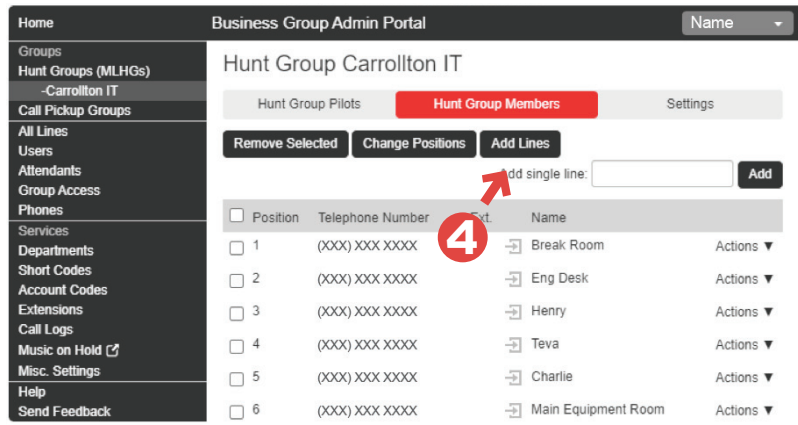 Home
Business Group Admin Portal
Name
Groups
Hunt Groups (MLHGs)
-Carrollton IT
Call Pickup Groups
All Lines
Users
Attendants
Group Access
Phones
Services
Departments
Short Codes
Account Codes
Extensions
Call Logs
Music on Hold
Misc. Settings
Help
Send Feedback
Hunt Group Carrollton IT
Hunt Group Pilots
Hunt Group Members
Settings
Remove Selected
Change Positions
Add Lines
Add single line:
Add
4
Position Telephone Number Ext. Name
1 (XXX) XXX XXXX Break Room Actions ▼
2 (XXX) XXX XXXX Eng Desk Actions ▼
3 (XXX) XXX XXXX Henry Actions ▼
4 (XXX) XXX XXXX Teva Actions ▼
5 (XXX) XXX XXXX Charlie Actions ▼
6 (XXX) XXX XXXX Main Equipment Room Actions ▼